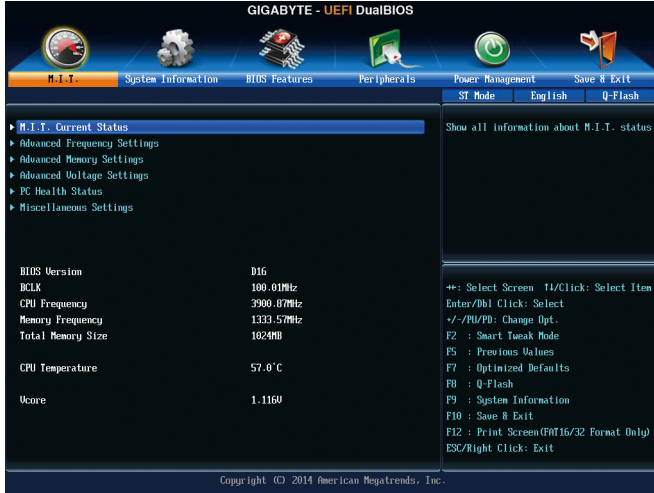 GIGABYTE - UEFI DualBIOS
M.I.T. System Information BIOS Features Peripherals Power Management Save & Exit
ST Mode English Q-Flash
M.I.T. Current Status
Advanced Frequency Settings
Advanced Memory Settings
Advanced Voltage Settings
PC Health Status
Miscellaneous Settings
BIOS Version D16
BCLK 100.01MHz
CPU Frequency 3900.87MHz
Memory Frequency 1333.57MHz
Total Memory Size 1024MB
CPU Temperature 57.0°C
Vcore 1.116V
Show all information about M.I.T. status
→←: Select Screen ↑↓/Click: Select Item
Enter/Dbl Click: Select
+/-/PU/PD: Change Opt.
F2 : Smart Tweak Mode
F5 : Previous Values
F7 : Optimized Defaults
F8 : Q-Flash
F9 : System Information
F10 : Save & Exit
F12 : Print Screen(FAT16/32 Format Only)
ESC/Right Click: Exit
Copyright (C) 2014 American Megatrends, Inc.